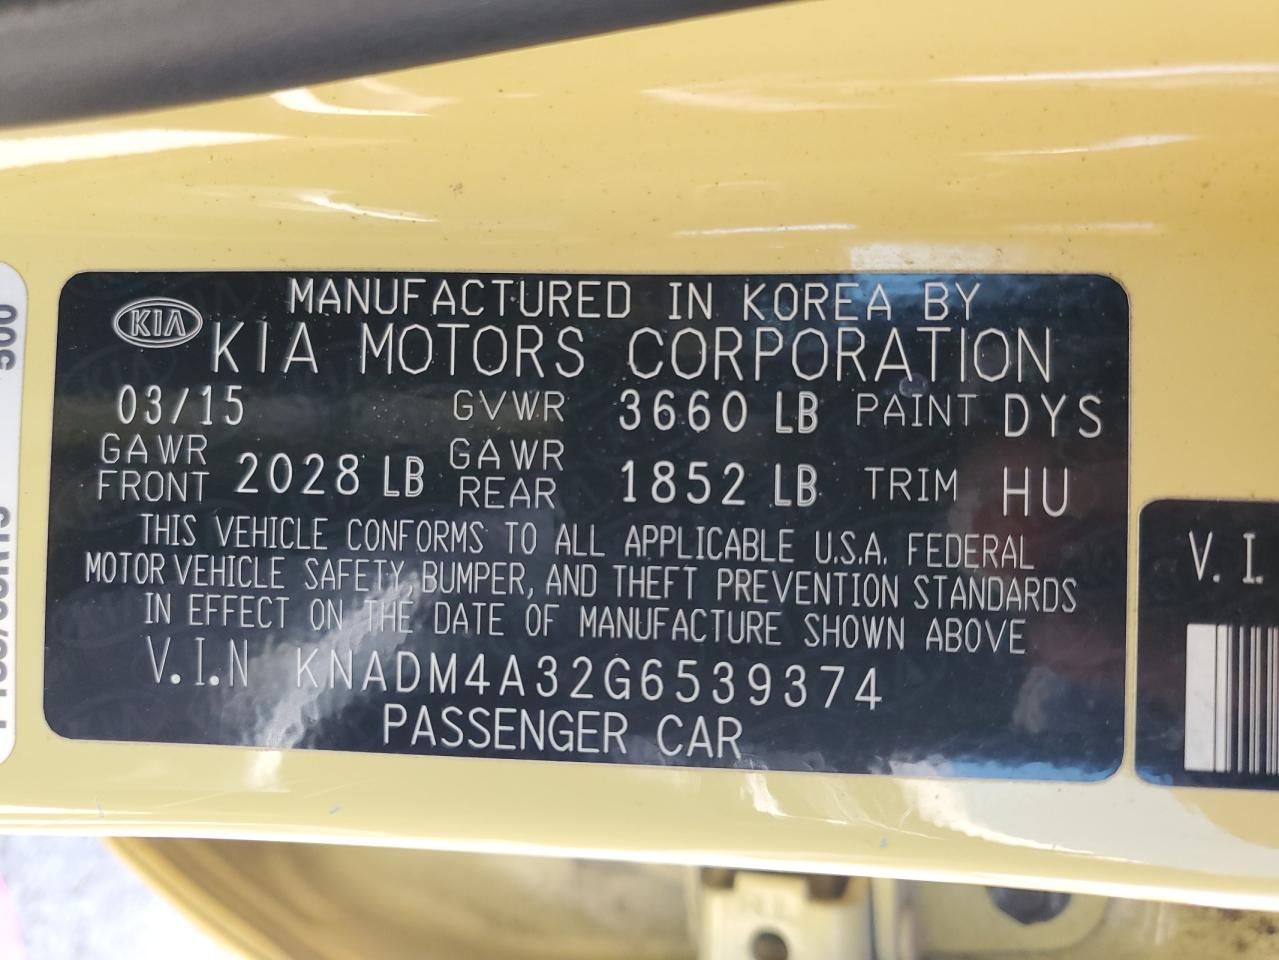 MANUFACTURED IN KOREA BY
KIA KIA MOTORS CORPORATION
03/15 GVWR 3660 LB PAINT DYS
GAWR FRONT 2028 LB GAWR REAR 1852 LB TRIM HU
THIS VEHICLE CONFORMS TO ALL APPLICABLE U.S.A. FEDERAL
MOTOR VEHICLE SAFETY, BUMPER, AND THEFT PREVENTION STANDARDS
IN EFFECT ON THE DATE OF MANUFACTURE SHOWN ABOVE
V.I.N KNADM4A32G6539374
PASSENGER CAR
V. I.